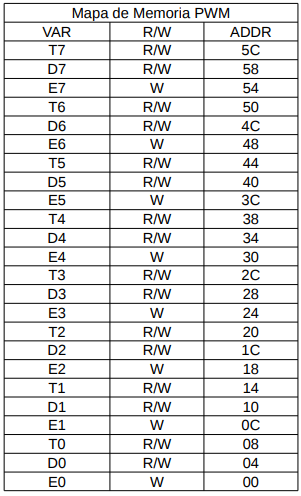 Mapa de Memoria PWM
VAR R/W ADDR
T7 R/W 5C
D7 R/W 58
E7 W 54
T6 R/W 50
D6 R/W 4C
E6 W 48
T5 R/W 44
D5 R/W 40
E5 W 3C
T4 R/W 38
D4 R/W 34
E4 W 30
T3 R/W 2C
D3 R/W 28
E3 W 24
T2 R/W 20
D2 R/W 1C
E2 W 18
T1 R/W 14
D1 R/W 10
E1 W 0C
T0 R/W 08
D0 R/W 04
E0 W 00